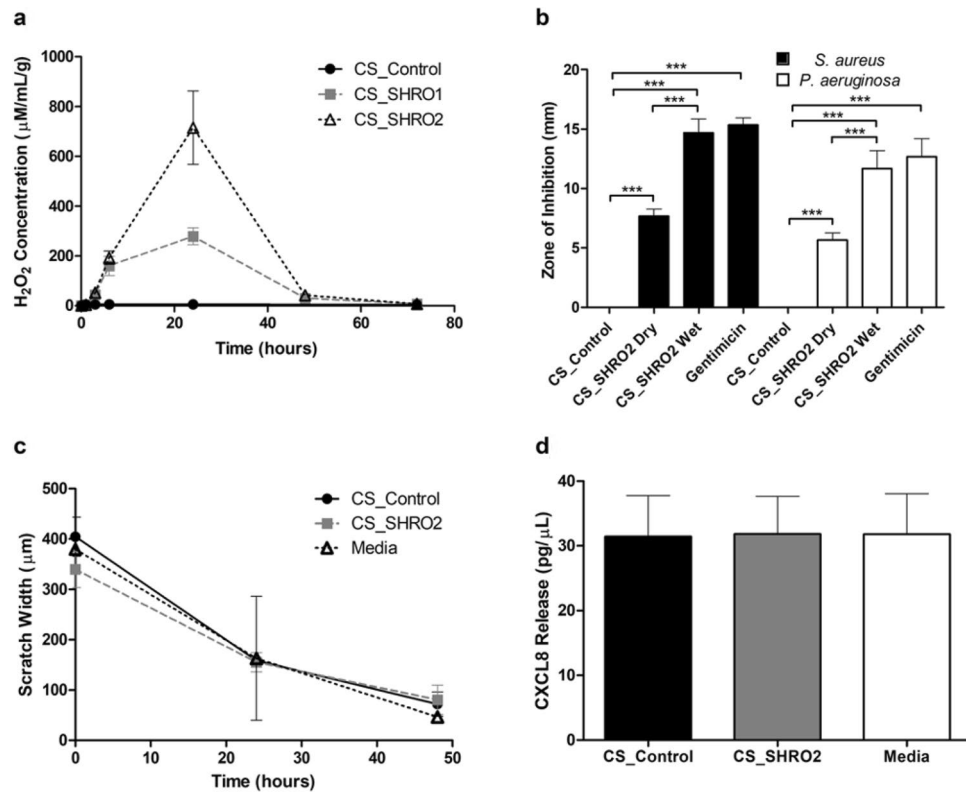 a
H₂O₂ Concentration (μM/mL/g)
1000
800
600
400
200
0
0 20 40 60 80
Time (hours)
CS_Control
CS_SHRO1
CS_SHRO2
b
S. aureus
P. aeruginosa
Zone of Inhibition (mm)
20
15
10
5
0
***
***
***
***
***
***
***
***
CS_Control
CS_SHRO2 Dry
CS_SHRO2 Wet
Gentimicin
CS_Control
CS_SHRO2 Dry
CS_SHRO2 Wet
Gentimicin
c
Scratch Width (μm)
500
400
300
200
100
0
0 10 20 30 40 50
Time (hours)
CS_Control
CS_SHRO2
Media
d
CXCL8 Release (pg/μL)
40
30
20
10
0
CS_Control CS_SHRO2 Media